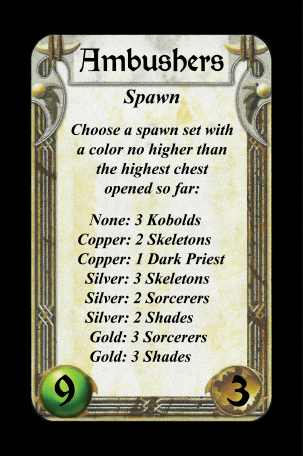 Ambushers
Spawn
Choose a spawn set with
a color no higher than
the highest chest
opened so far:
None: 3 Kobolds
Copper: 2 Skeletons
Copper: 1 Dark Priest
Silver: 3 Skeletons
Silver: 2 Sorcerers
Silver: 2 Shades
Gold: 3 Sorcerers
Gold: 3 Shades
9
3